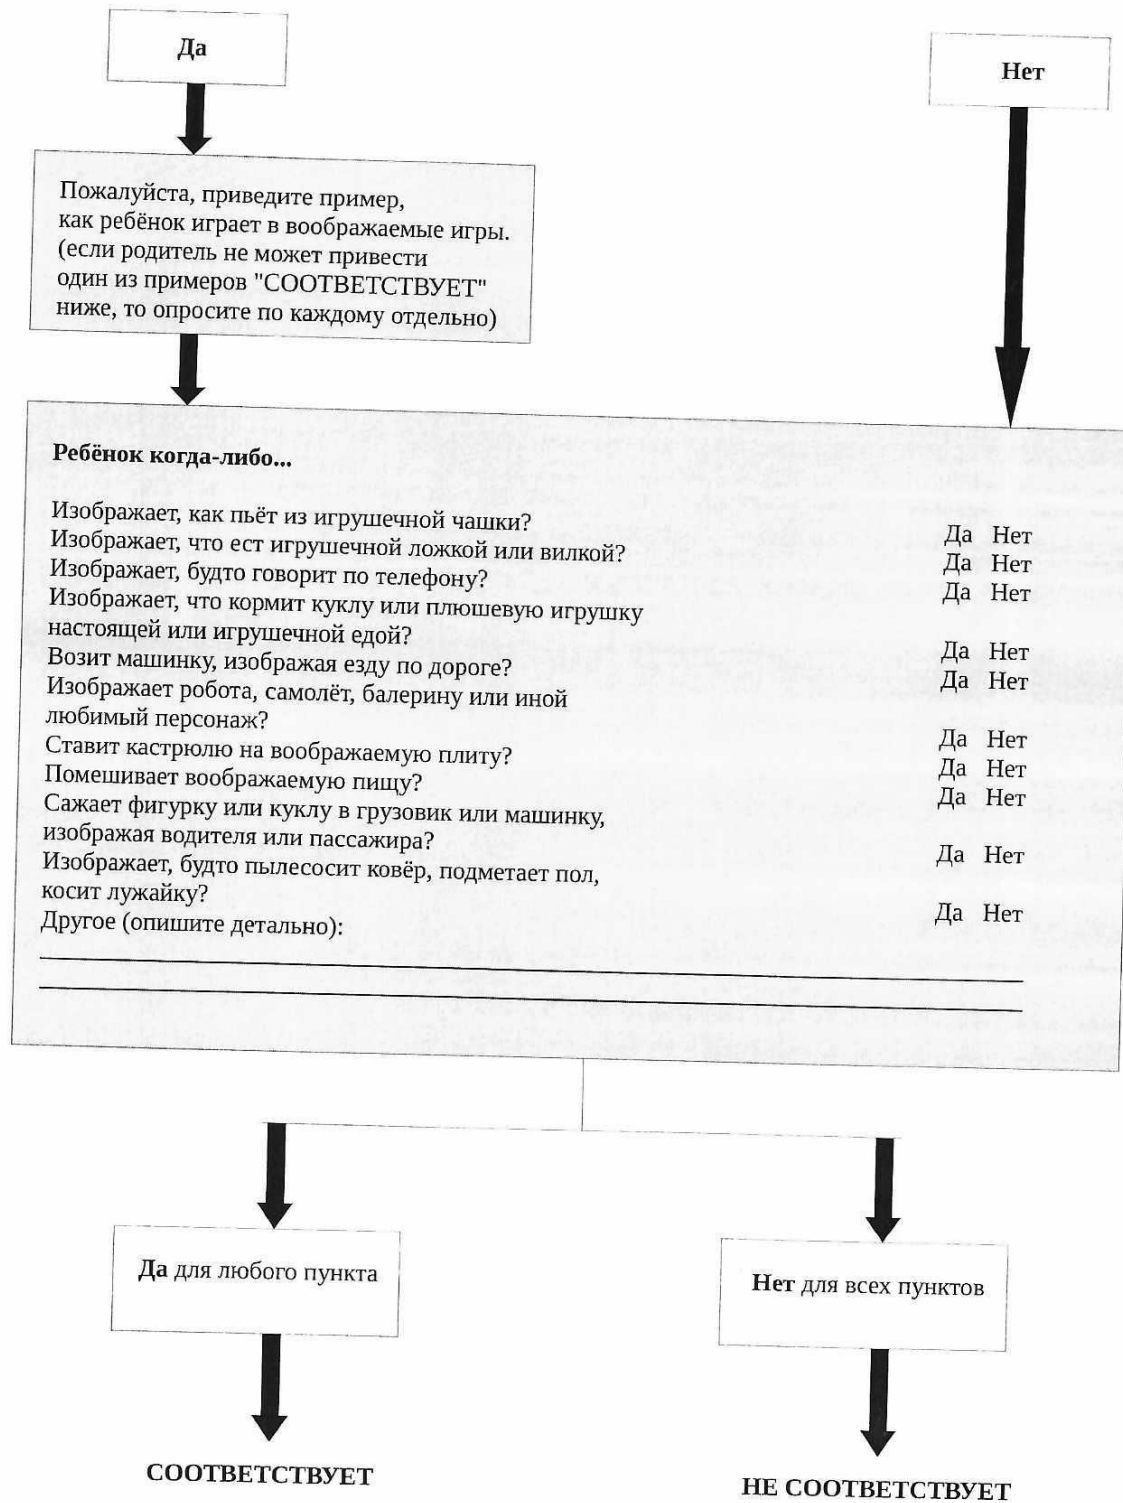 Да
Нет
Пожалуйста, приведите пример,
как ребёнок играет в воображаемые игры.
(если родитель не может привести
один из примеров "СООТВЕТСТВУЕТ"
ниже, то опросите по каждому отдельно)
Ребёнок когда-либо...
Изображает, как пьёт из игрушечной чашки? Да Нет
Изображает, что ест игрушечной ложкой или вилкой? Да Нет
Изображает, будто говорит по телефону? Да Нет
Изображает, что кормит куклу или плюшевую игрушку
настоящей или игрушечной едой? Да Нет
Возит машинку, изображая езду по дороге? Да Нет
Изображает робота, самолёт, балерину или иной
любимый персонаж? Да Нет
Ставит кастрюлю на воображаемую плиту? Да Нет
Помешивает воображаемую пищу? Да Нет
Сажает фигурку или куклу в грузовик или машинку,
изображая водителя или пассажира? Да Нет
Изображает, будто пылесосит ковёр, подметает пол,
косит лужайку? Да Нет
Другое (опишите детально):
Да для любого пункта
Нет для всех пунктов
СООТВЕТСТВУЕТ
НЕ СООТВЕТСТВУЕТ